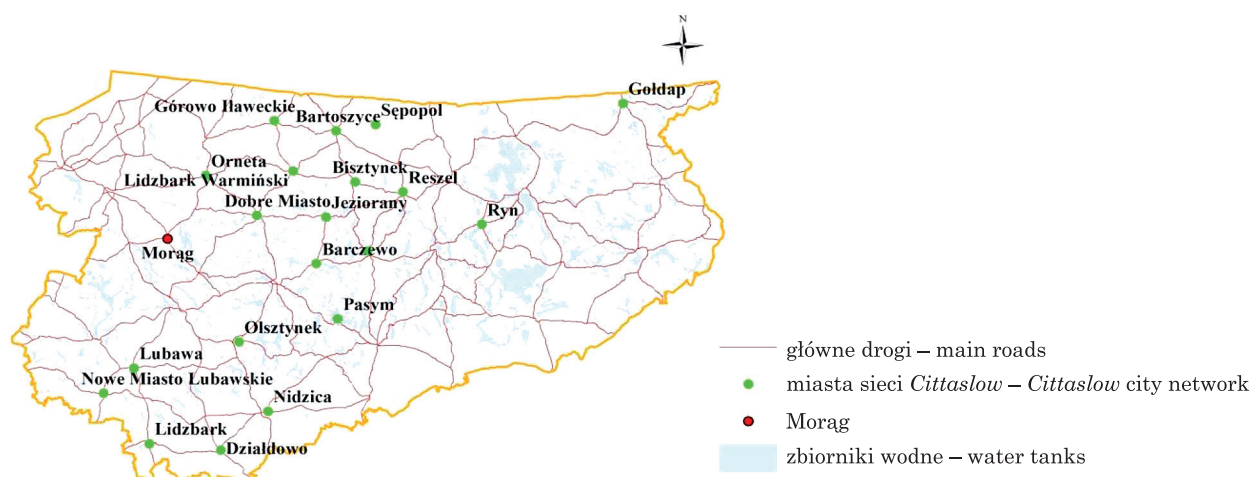 N
Gołdap
Górowo Iławeckie
Bartoszyce
Sępopol
Orneta
Lidzbark Warmiński
Bisztynek
Reszel
Dobre Miasto
Jeziorany
Ryn
Morąg
Barczewo
Pasym
Olsztynek
Lubawa
Nowe Miasto Lubawskie
Nidzica
Lidzbark
Działdowo
główne drogi – main roads
miasta sieci Cittaslow – Cittaslow city network
Morąg
zbiorniki wodne – water tanks